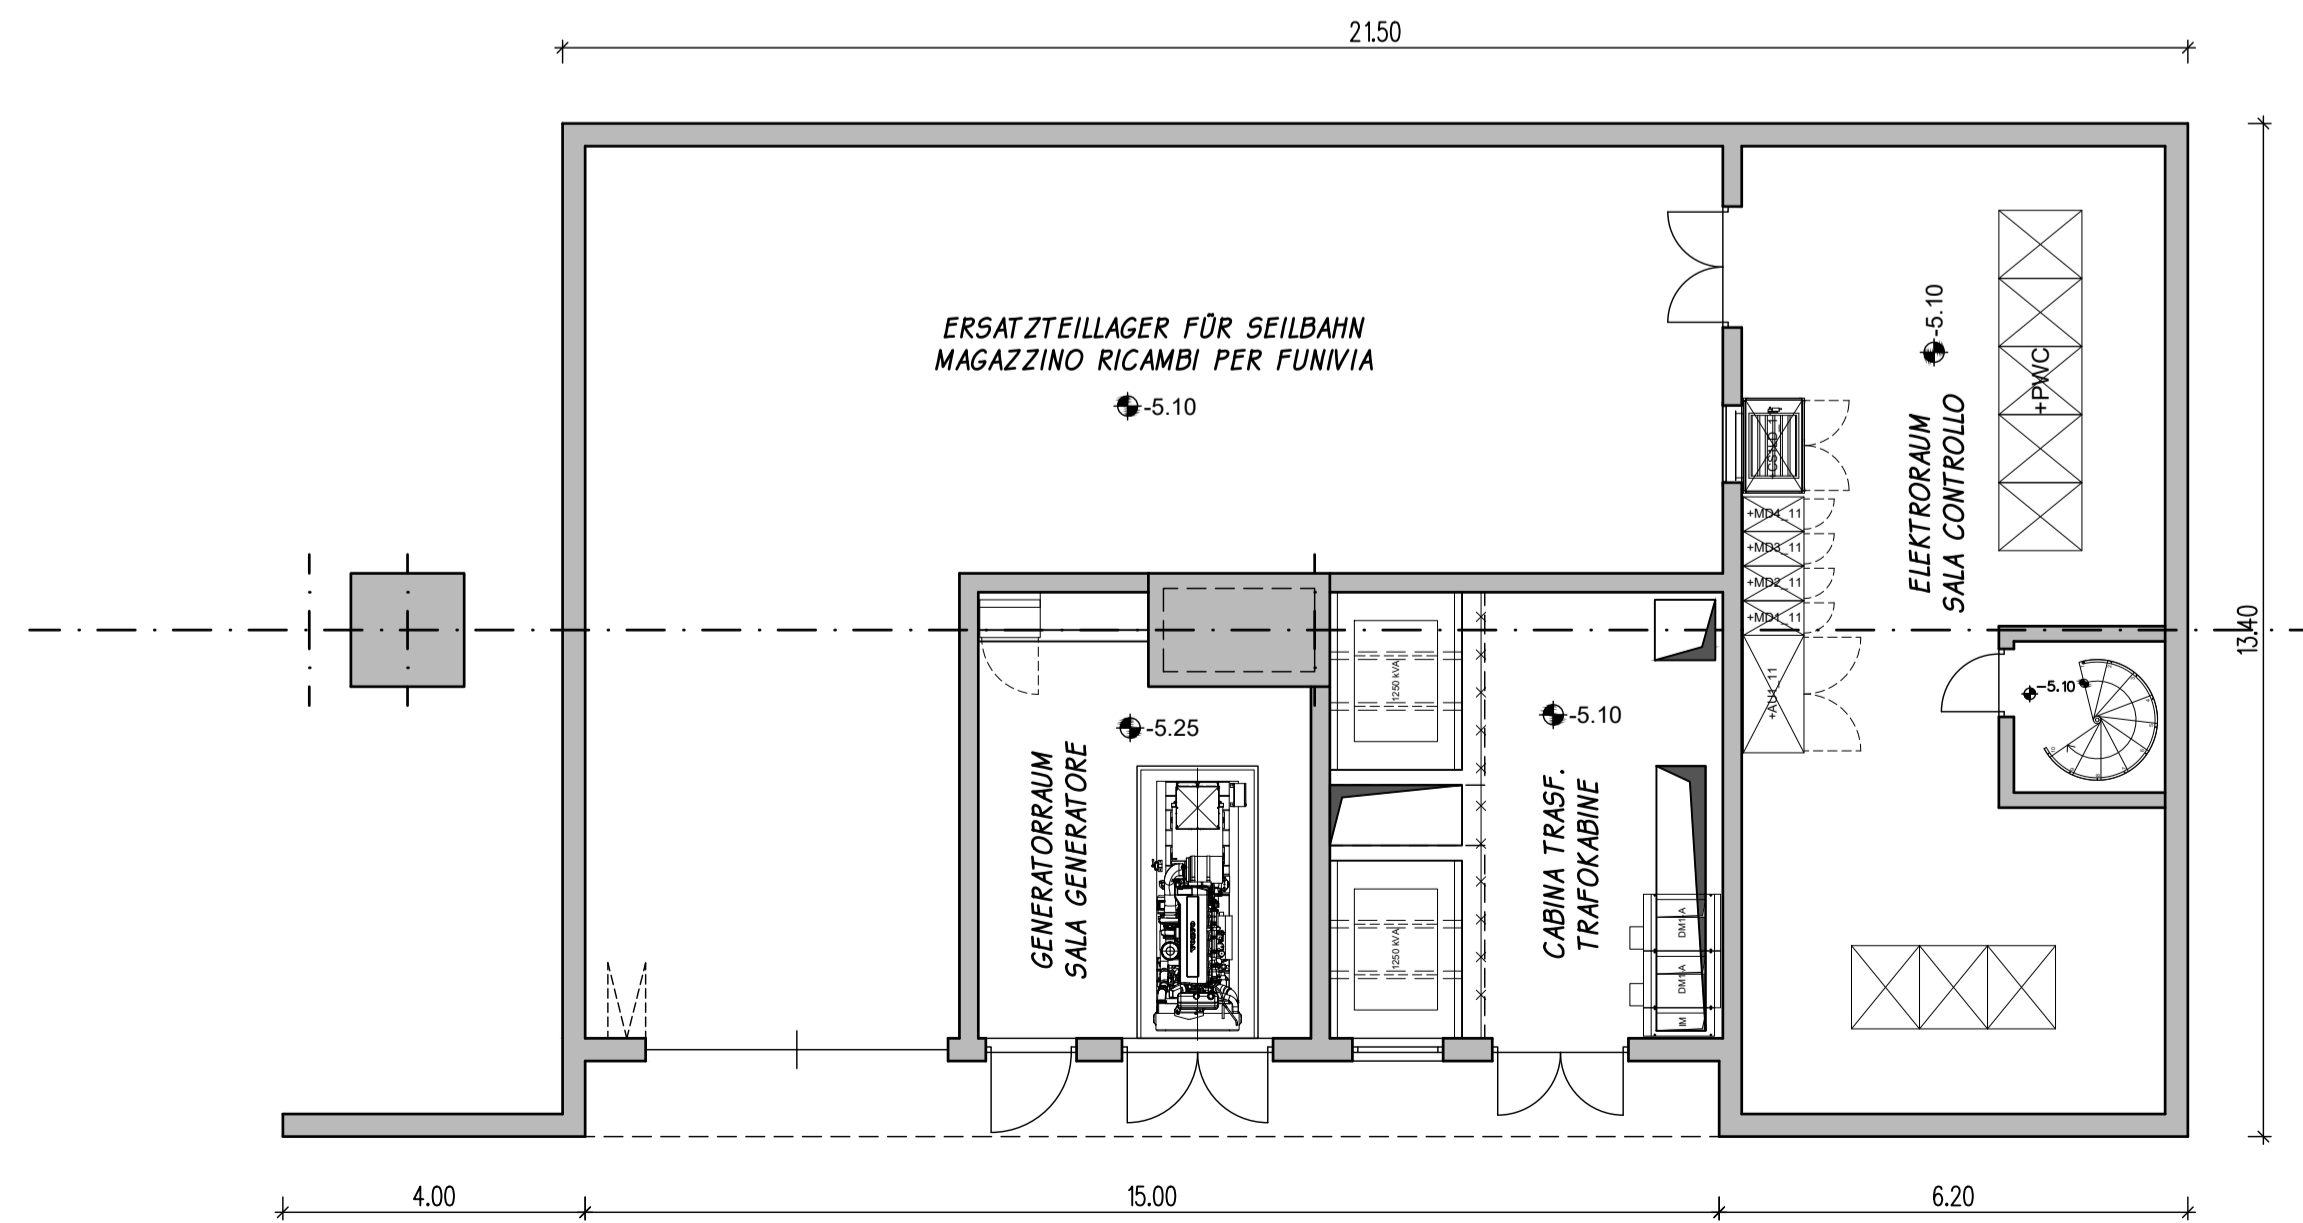 21.50
ERSATZTEILLAGER FÜR SEILBAHN
MAGAZZINO RICAMBI PER FUNIVIA
-5.10
-5.10
+PWC
ELEKTRORAUM
SALA CONTROLLO
+MD4_11
+MD3_11
+MD2_11
+MD1_11
+AU1_11
-5.10
13.40
-5.25
GENERATORRAUM
SALA GENERATORE
1250 kVA
1250 kVA
-5.10
CABINA TRASF.
TRAFOKABINE
DM1-A
DM1-A
IM
4.00
15.00
6.20